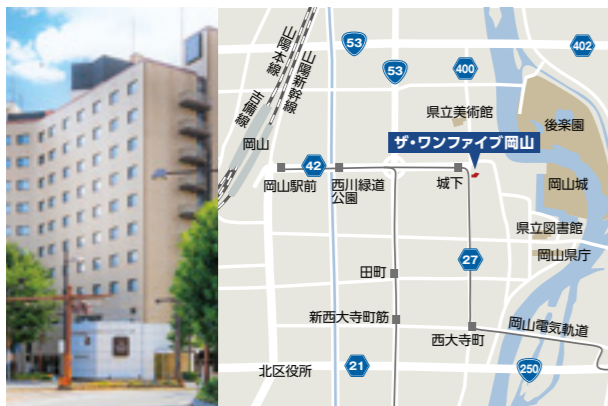 53
402
53
400
山陽新幹線
山陽本線
吉備線
県立美術館
後楽園
ザ・ワンファイブ岡山
岡山
42
岡山駅前
西川緑道
公園
城下
岡山城
県立図書館
岡山県庁
27
田町
新西大寺町筋
西大寺町
岡山電気軌道
北区役所
21
250